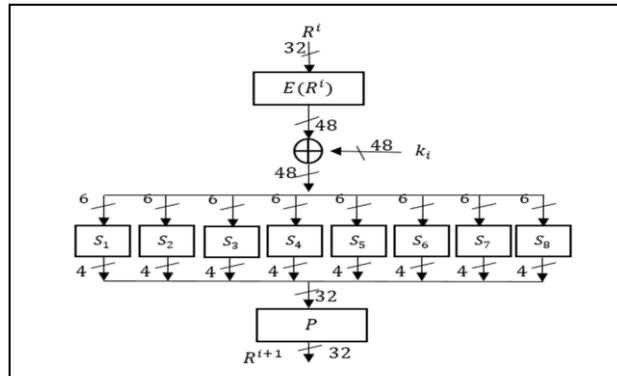 R^i
32
E(R^i)
48
48 k_i
48
6 6 6 6 6 6 6 6
S_1 S_2 S_3 S_4 S_5 S_6 S_7 S_8
4 4 4 4 4 4 4 4
32
P
R^{i+1} 32